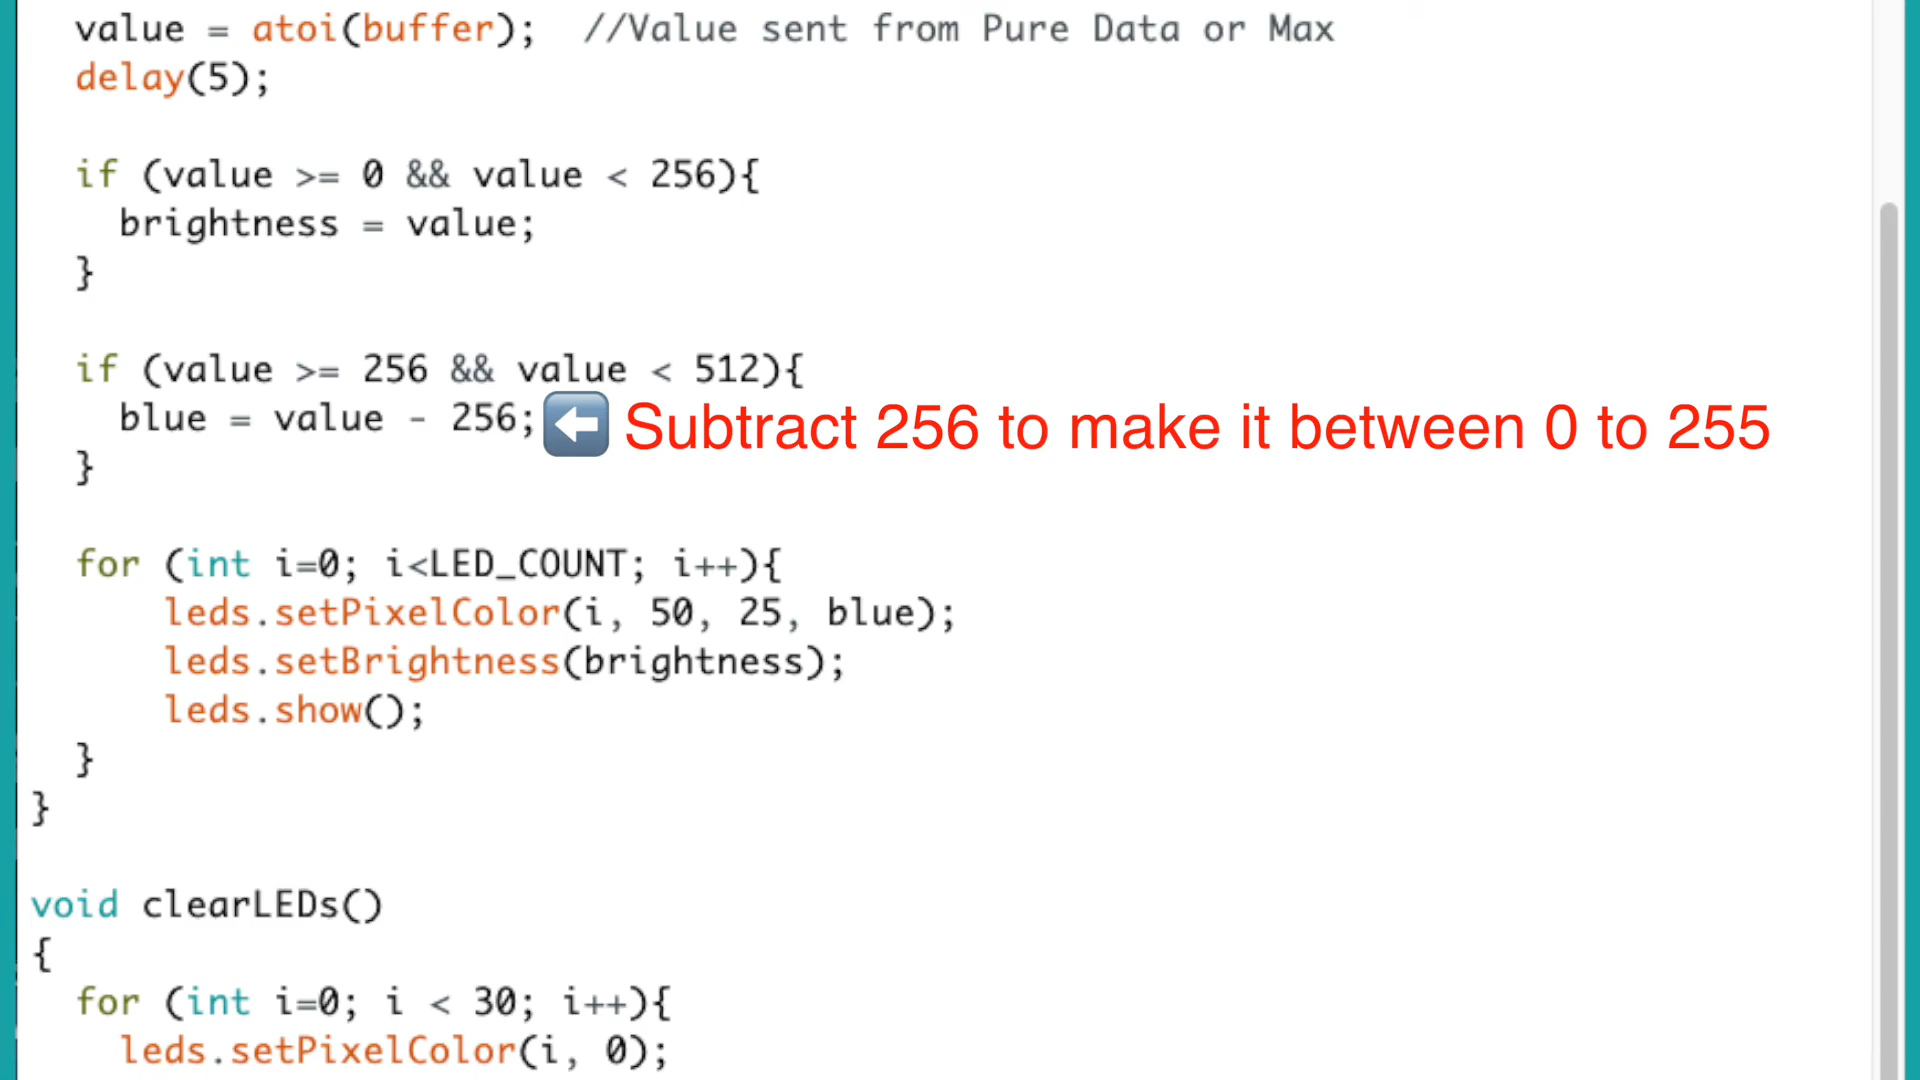 value = atoi(buffer);  //Value sent from Pure Data or Max
delay(5);
if (value >= 0 && value < 256){
brightness = value;
}
if (value >= 256 && value < 512){
blue = value - 256; Subtract 256 to make it between 0 to 255
}
for (int i=0; i<LED_COUNT; i++){
leds.setPixelColor(i, 50, 25, blue);
leds.setBrightness(brightness);
leds.show();
}
}
void clearLEDs()
{
for (int i=0; i < 30; i++){
leds.setPixelColor(i, 0);